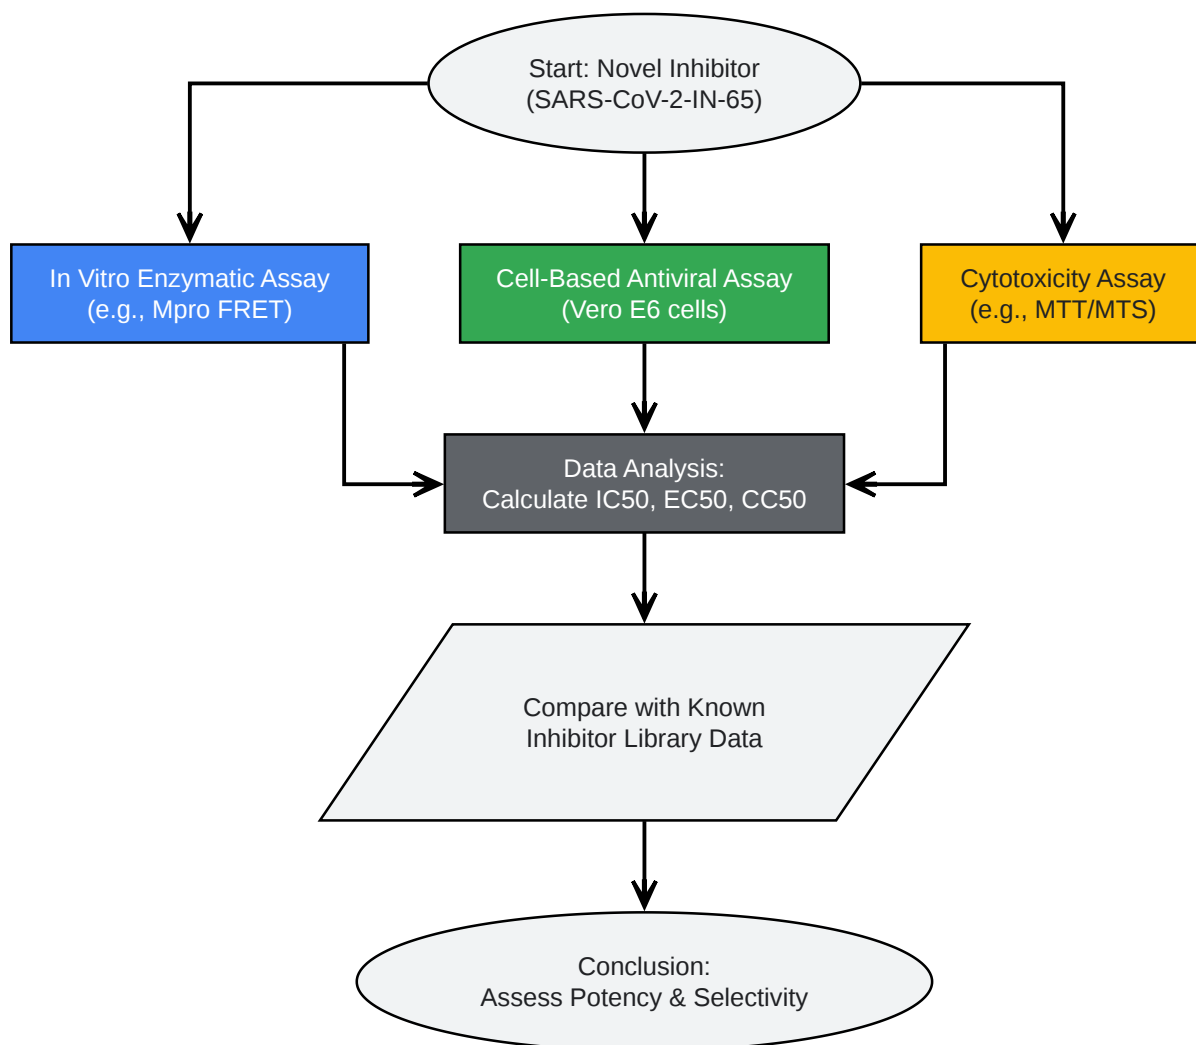 Start: Novel Inhibitor
(SARS-CoV-2-IN-65)
In Vitro Enzymatic Assay
(e.g., Mpro FRET)
Cell-Based Antiviral Assay
(Vero E6 cells)
Cytotoxicity Assay
(e.g., MTT/MTS)
Data Analysis:
Calculate IC50, EC50, CC50
Compare with Known
Inhibitor Library Data
Conclusion:
Assess Potency & Selectivity